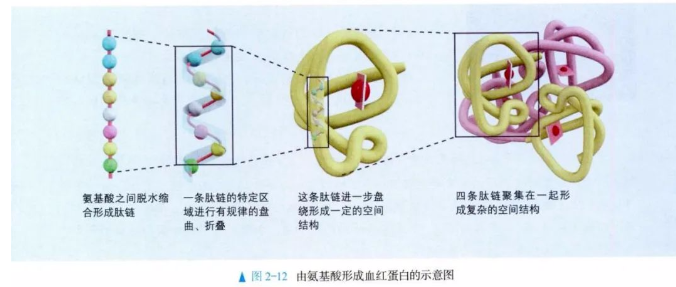 氨基酸之间脱水缩
合形成肽链
一条肽链的特定区
域进行有规律的盘
曲、折叠
这条肽链进一步盘
绕形成一定的空间
结构
四条肽链聚集在一起形
成复杂的空间结构
▲ 图2-12 由氨基酸形成血红蛋白的示意图